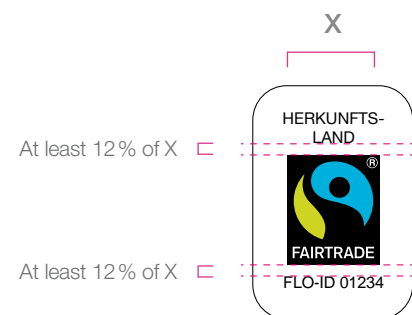 X
HERKUNFTS-
LAND
At least 12% of X
®
FAIRTRADE
At least 12% of X
FLO-ID 01234